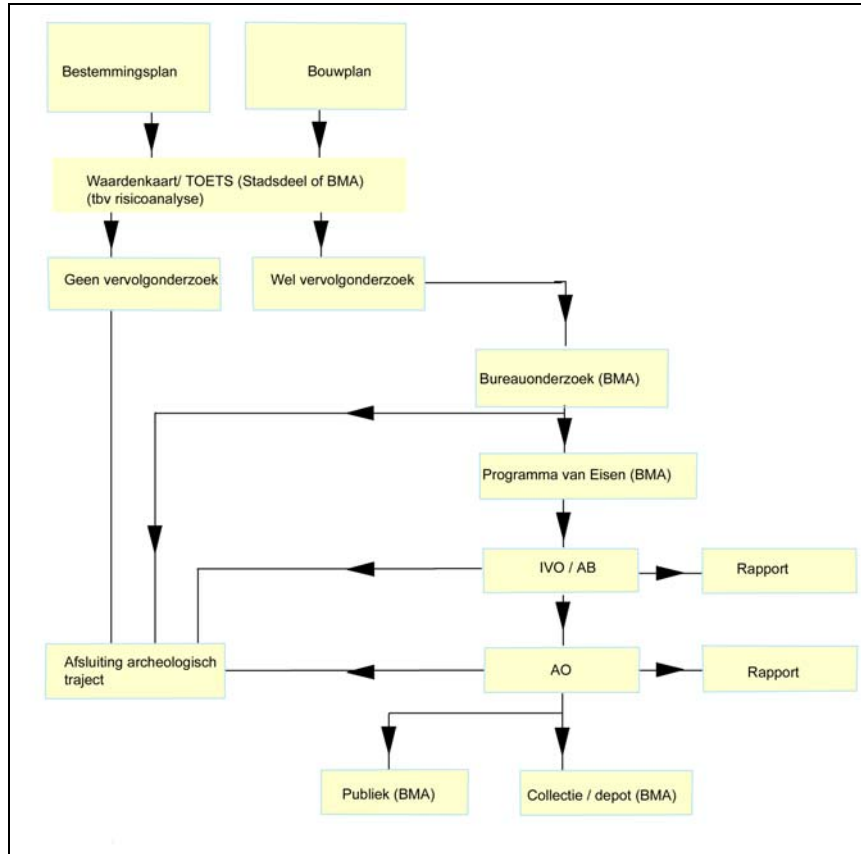 Bestemmingsplan
Bouwplan
Waardenkaart/ TOETS (Stadsdeel of BMA)
(tbv risicoanalyse)
Geen vervolgonderzoek
Wel vervolgonderzoek
Bureauonderzoek (BMA)
Programma van Eisen (BMA)
IVO / AB
Rapport
Afsluiting archeologisch
traject
AO
Rapport
Publiek (BMA)
Collectie / depot (BMA)